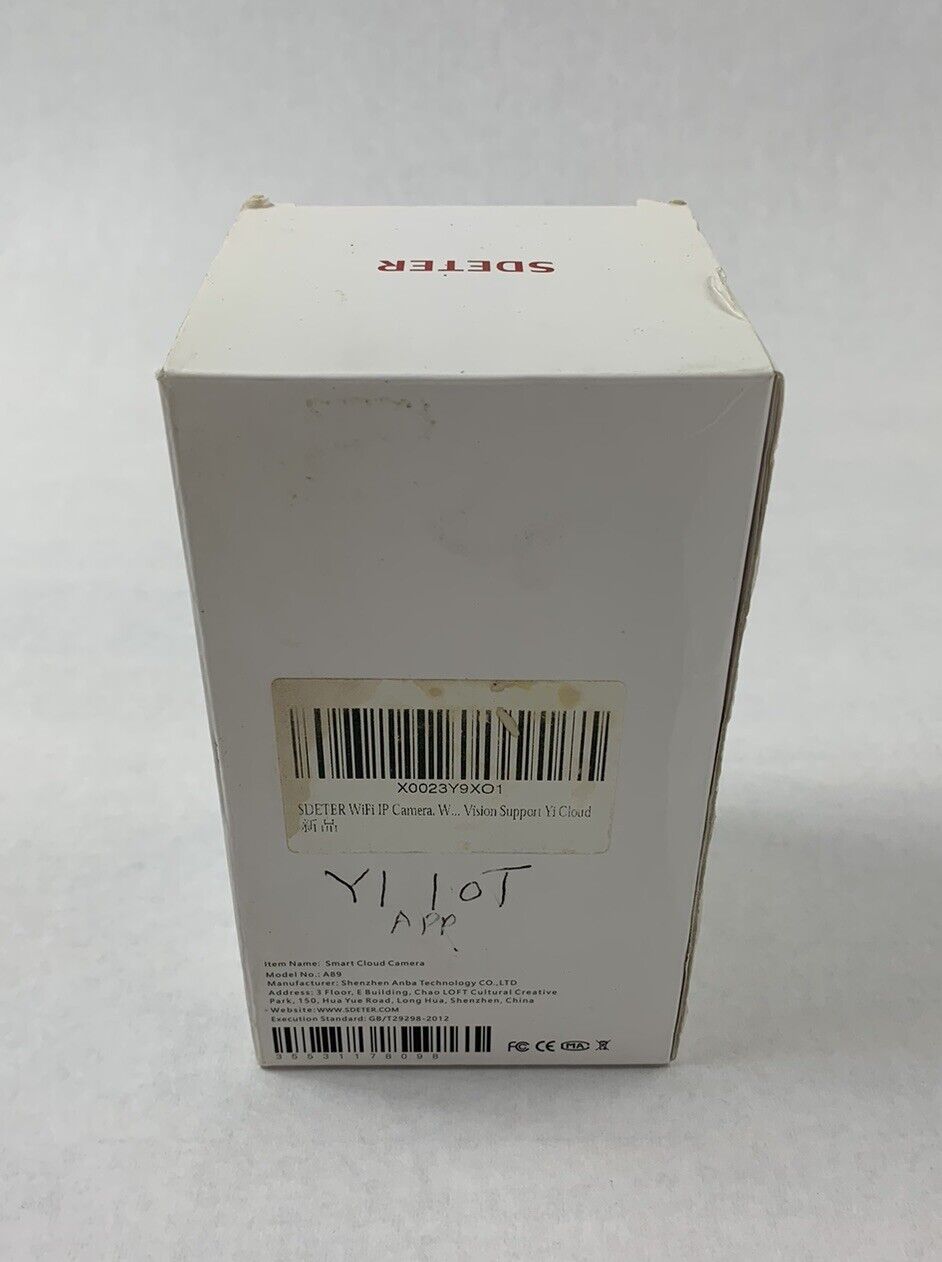 SDETER
X0023Y9XO1
SDETER WiFi IP Camera, W... Vision Support Yi Cloud
新品
YI IOT
APP
Item Name: Smart Cloud Camera
Model No.: A89
Manufacturer: Shenzhen Anba Technology CO.,LTD
Address: 3 Floor, E Building, Chao LOFT Cultural Creative
Park, 150, Hua Yue Road, Long Hua, Shenzhen, China
Website: WWW.SDETER.COM
Execution Standard: GB/T29298-2012
35531178098
FC CE MA